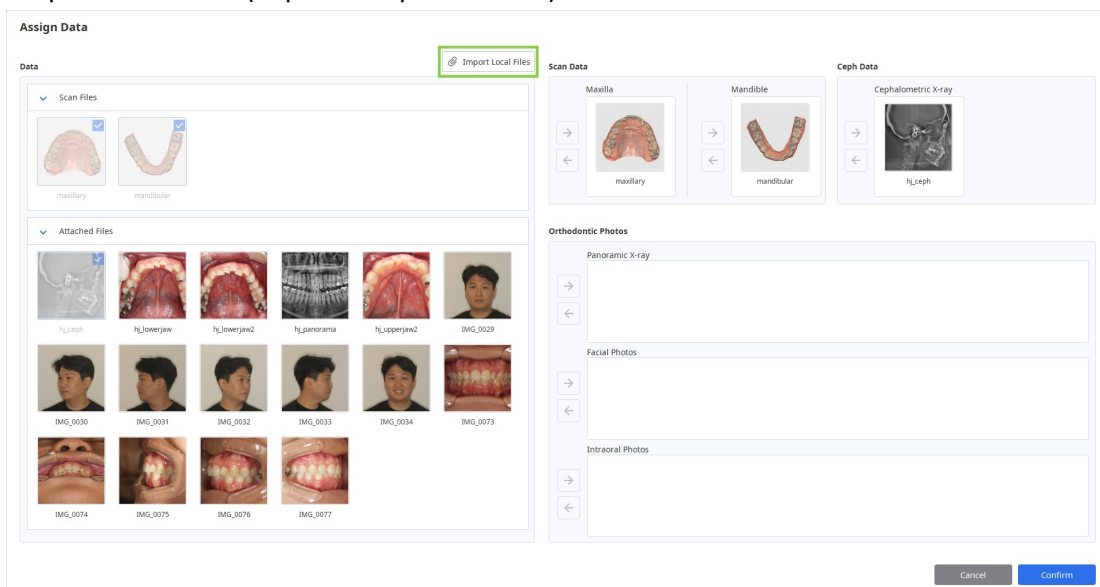 Assign Data
Data
Import Local Files
Scan Files
maxillary
mandibular
Attached Files
hj_ceph
hj_lowerjaw
hj_lowerjaw2
hj_panorama
hj_upperjaw2
IMG_0029
IMG_0030
IMG_0031
IMG_0032
IMG_0033
IMG_0034
IMG_0073
IMG_0074
IMG_0075
IMG_0076
IMG_0077
Scan Data
Maxilla
maxillary
Mandible
mandibular
Ceph Data
Cephalometric X-ray
hj_ceph
Orthodontic Photos
Panoramic X-ray
Facial Photos
Intraoral Photos
Cancel
Confirm